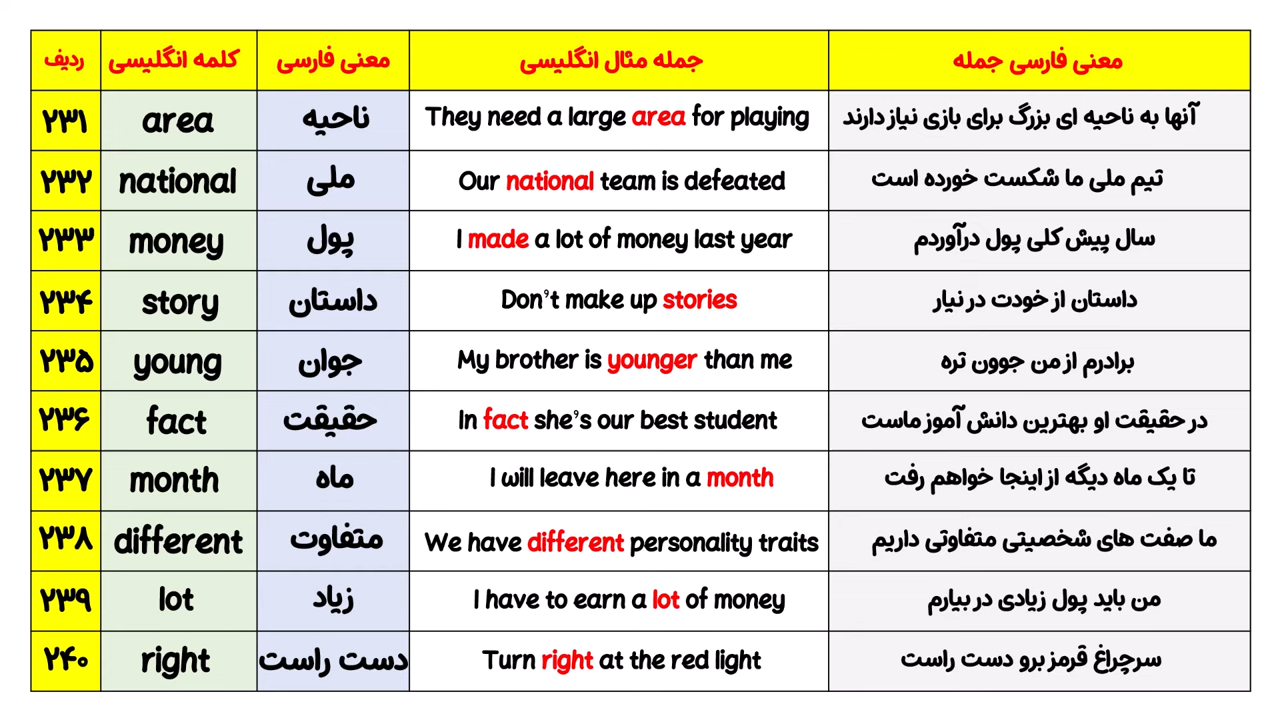 ردیف کلمه انگلیسی معنی فارسی جمله مثال انگلیسی معنی فارسی جمله
۲۳۱ area ناحیه They need a large area for playing آنها به ناحیه ای بزرگ برای بازی نیاز دارند
۲۳۲ national ملی Our national team is defeated تیم ملی ما شکست خورده است
۲۳۳ money پول I made a lot of money last year سال پیش کلی پول درآوردم
۲۳۴ story داستان Don't make up stories داستان از خودت در نیار
۲۳۵ young جوان My brother is younger than me برادرم از من جوون تره
۲۳۶ fact حقیقت In fact she's our best student در حقیقت او بهترین دانش آموز ماست
۲۳۷ month ماه I will leave here in a month تا یک ماه دیگه از اینجا خواهم رفت
۲۳۸ different متفاوت We have different personality traits ما صفت های شخصیتی متفاوتی داریم
۲۳۹ lot زیاد I have to earn a lot of money من باید پول زیادی در بیارم
۲۴۰ right دست راست Turn right at the red light سرچراغ قرمز برو دست راست